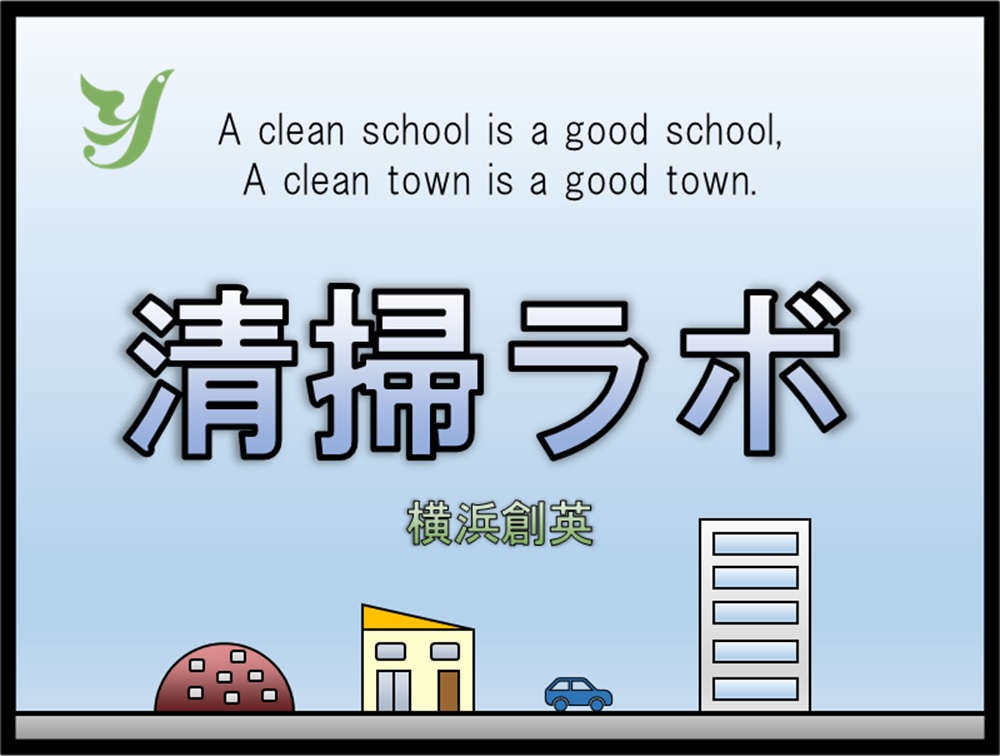 A clean school is a good school,
A clean town is a good town.
清掃ラボ
横浜創英